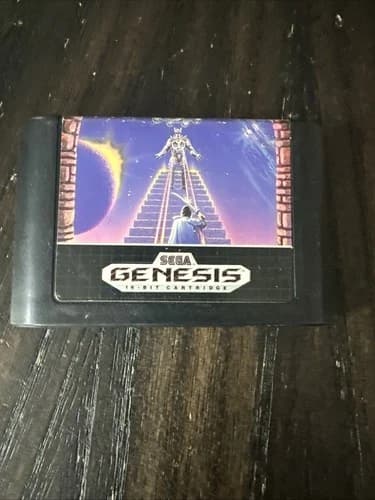 SEGA
GENESIS
16-BIT CARTRIDGE